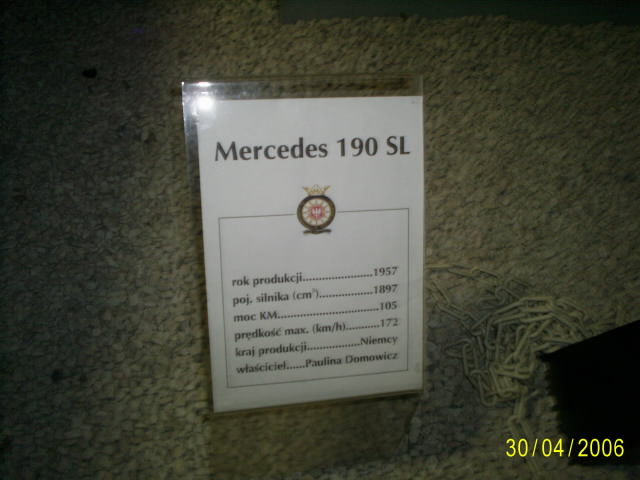 Mercedes 190 SL
rok produkcji.....................1957
poj. silnika (cm³)................1897
moc KM..............................105
prędkość max. (km/h)..........172
kraj produkcji................Niemcy
właściciel......Paulina Domowicz
30/04/2006